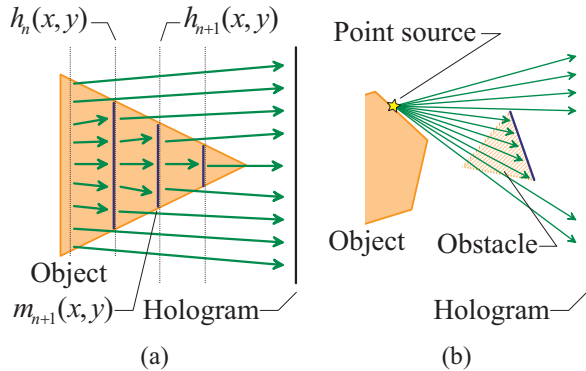 hₙ(x, y)
hₙ₊₁(x, y)
Object
mₙ₊₁(x, y)
Hologram
(a)
Point source
Object
Obstacle
Hologram
(b)